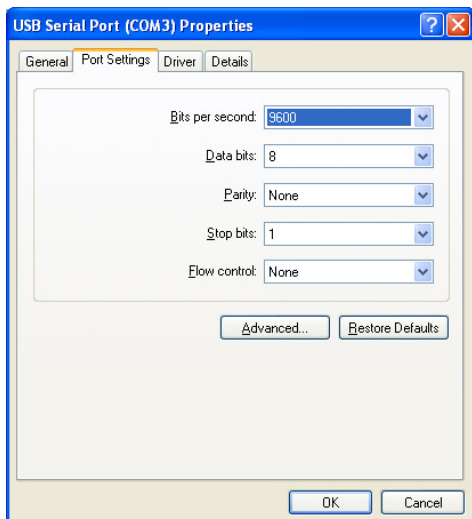 USB Serial Port (COM3) Properties
General Port Settings Driver Details
Bits per second: 9600
Data bits: 8
Parity: None
Stop bits: 1
Flow control: None
Advanced... Restore Defaults
OK Cancel